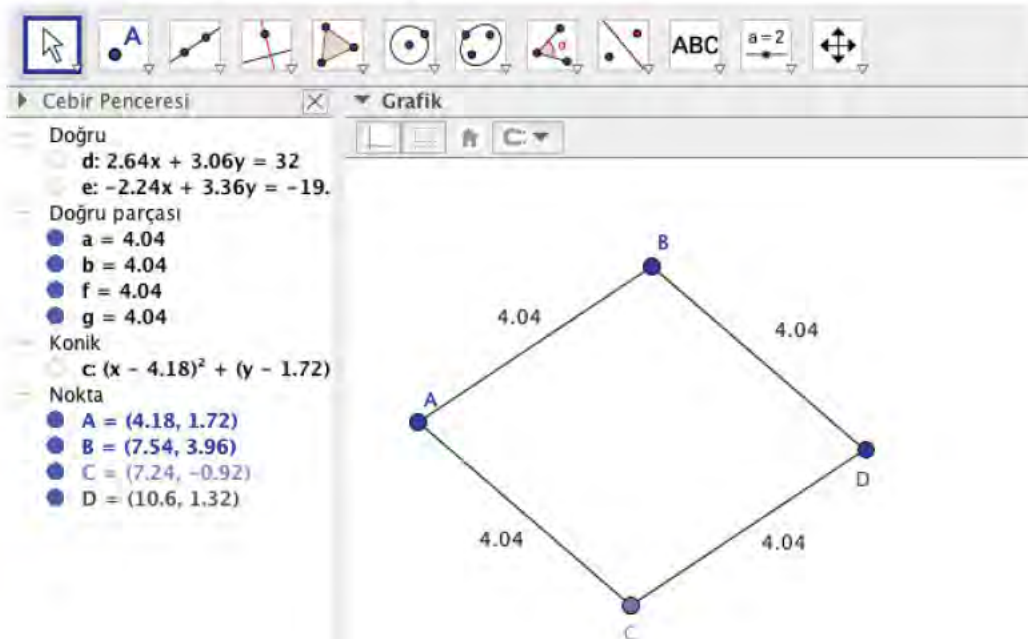 A
ABC
a=2
Cebir Penceresi
Grafik
Doğru
d: 2.64x + 3.06y = 32
e: −2.24x + 3.36y = −19.
Doğru parçası
a = 4.04
b = 4.04
f = 4.04
g = 4.04
Konik
c: (x − 4.18)² + (y − 1.72)
Nokta
A = (4.18, 1.72)
B = (7.54, 3.96)
C = (7.24, −0.92)
D = (10.6, 1.32)
B
4.04
4.04
A
D
4.04
4.04
C